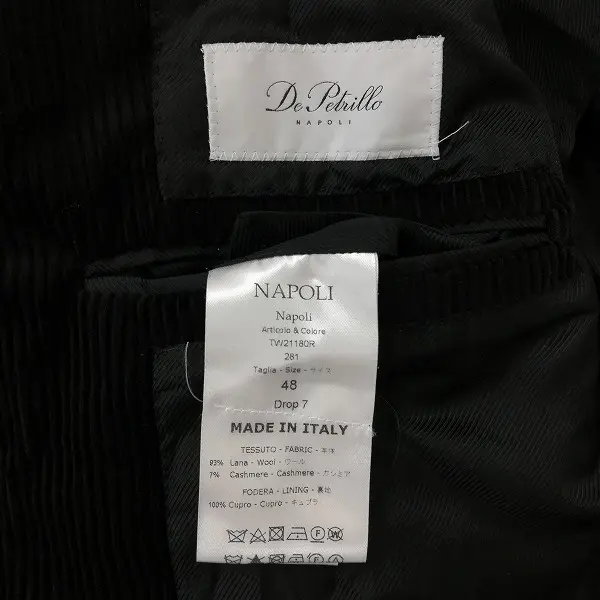 De Petrillo
NAPOLI
NAPOLI
Napoli
Articolo & Colore
TW21180R
281
Taglia - Size - サイズ
48
Drop 7
MADE IN ITALY
TESSUTO - FABRIC - 本体
93% Lana - Wool - ウール
7% Cashmere - Cashmere - カシミア
FODERA - LINING - 裏地
100% Cupro - Cupro - キュプラ